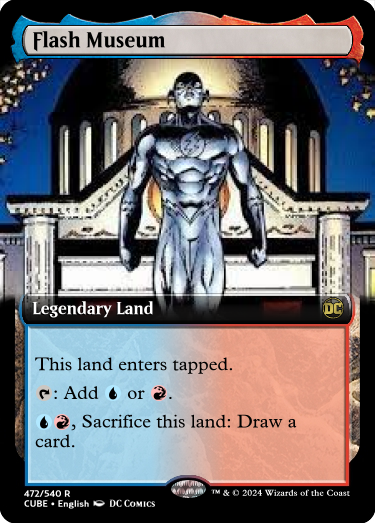 Flash Museum
Legendary Land
DC
This land enters tapped.
: Add or .
, Sacrifice this land: Draw a
card.
472/540 R
CUBE • English DC COMICS
™ & © 2024 Wizards of the Coast